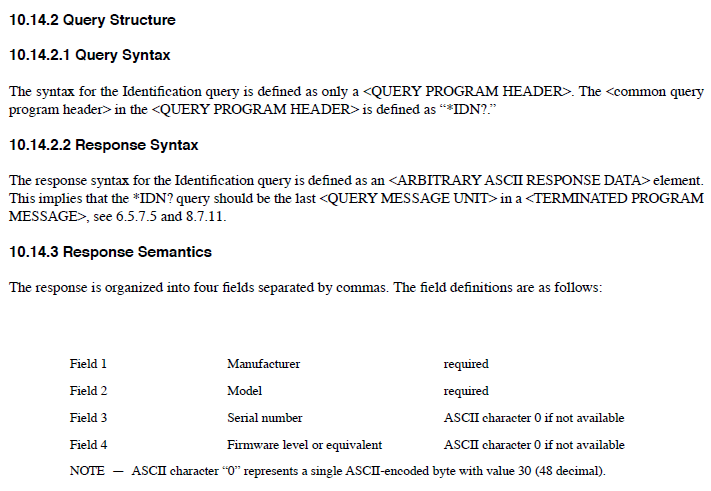 10.14.2 Query Structure
10.14.2.1 Query Syntax
The syntax for the Identification query is defined as only a <QUERY PROGRAM HEADER>. The <common query
program header> in the <QUERY PROGRAM HEADER> is defined as “*IDN?.”
10.14.2.2 Response Syntax
The response syntax for the Identification query is defined as an <ARBITRARY ASCII RESPONSE DATA> element.
This implies that the *IDN? query should be the last <QUERY MESSAGE UNIT> in a <TERMINATED PROGRAM
MESSAGE>, see 6.5.7.5 and 8.7.11.
10.14.3 Response Semantics
The response is organized into four fields separated by commas. The field definitions are as follows:
Field 1 Manufacturer required
Field 2 Model required
Field 3 Serial number ASCII character 0 if not available
Field 4 Firmware level or equivalent ASCII character 0 if not available
NOTE — ASCII character “0” represents a single ASCII-encoded byte with value 30 (48 decimal).